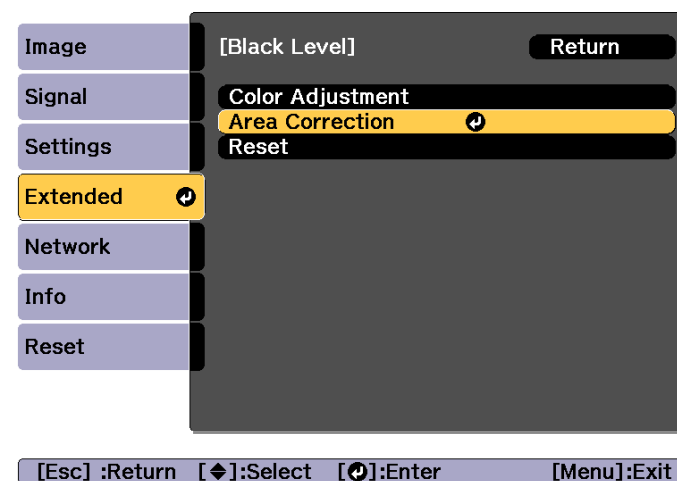 Image
Signal
Settings
Extended
Network
Info
Reset
[Black Level] Return
Color Adjustment
Area Correction
Reset
[Esc] :Return [◆]:Select [↵]:Enter [Menu]:Exit